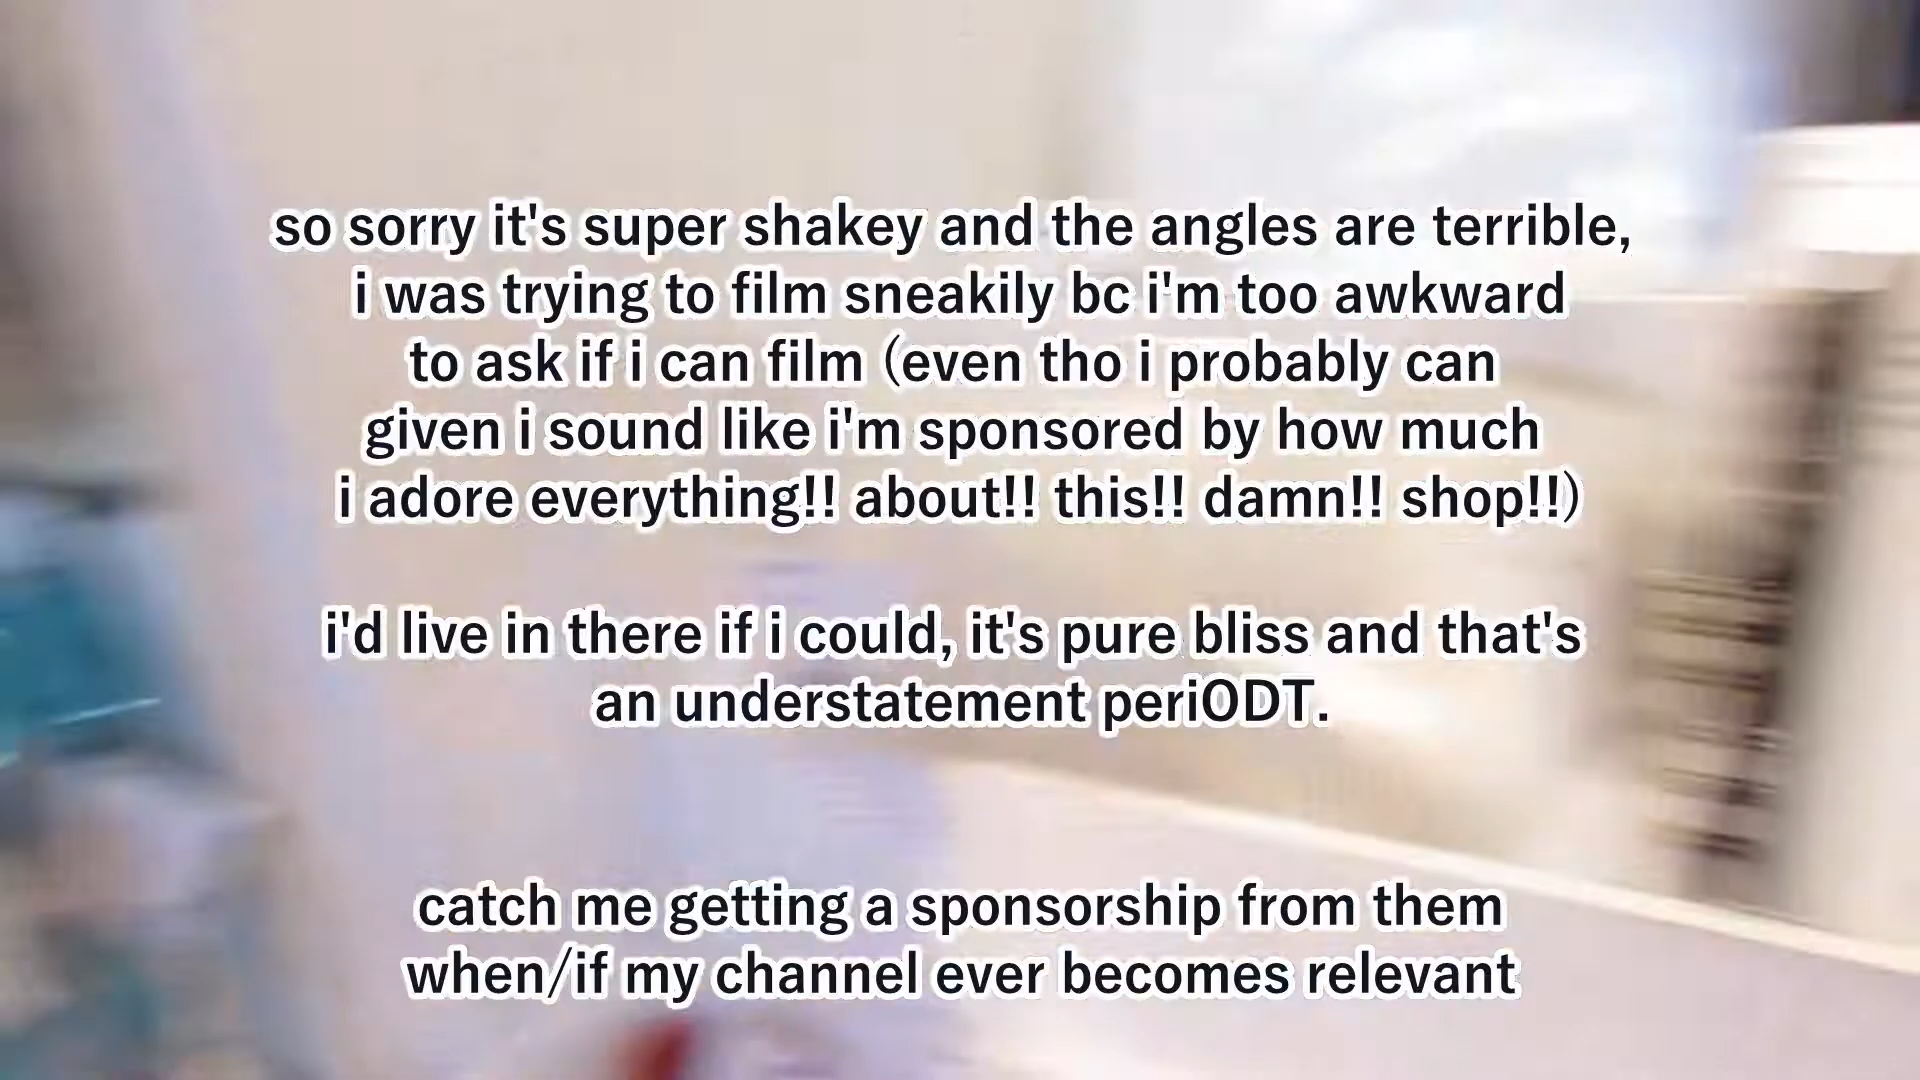 so sorry it's super shakey and the angles are terrible,
i was trying to film sneakily bc i'm too awkward
to ask if i can film (even tho i probably can
given i sound like i'm sponsored by how much
i adore everything!! about!! this!! damn!! shop!!)
i'd live in there if i could, it's pure bliss and that's
an understatement periODT.
catch me getting a sponsorship from them
when/if my channel ever becomes relevant